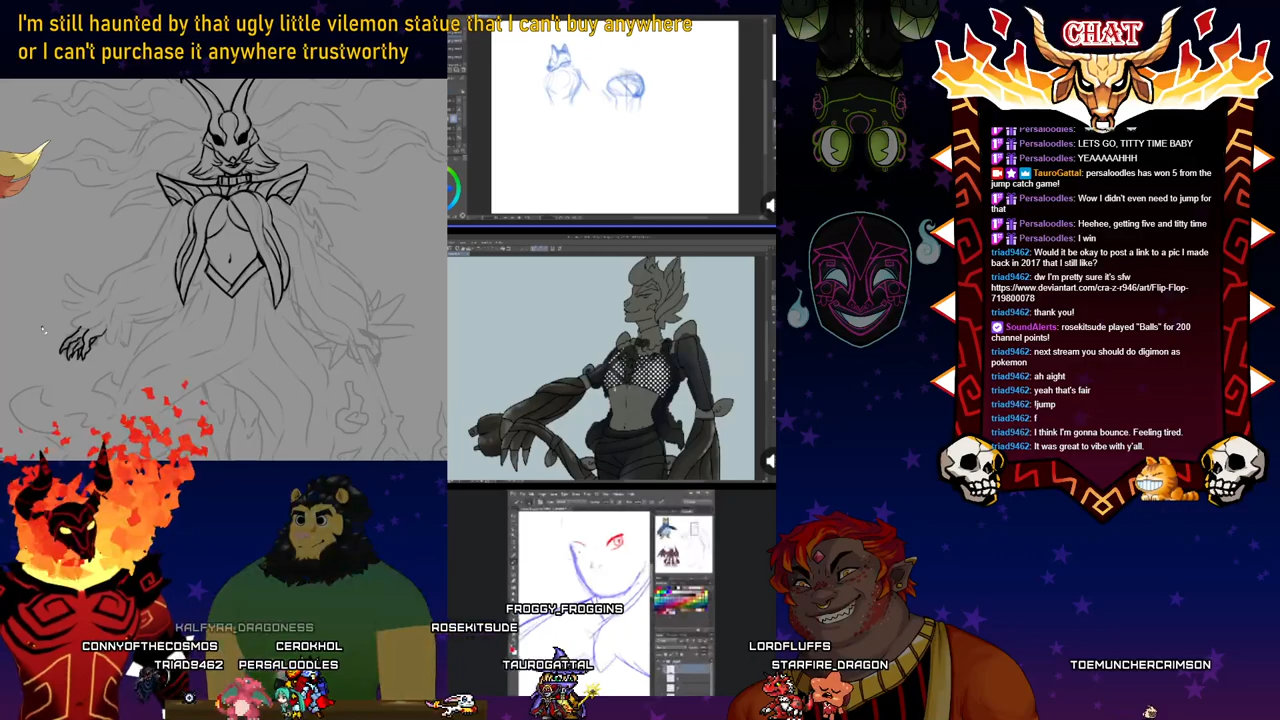 I'm still haunted by that ugly little vilemon statue that I can't buy anywhere
or I can't purchase it anywhere trustworthy
CHAT
Persaloodles:
Persaloodles: LETS GO, TITTY TIME BABY
Persaloodles: YEAAAAAHHH
TauroGattal: persaloodles has won 5 from the
jump catch game!
Persaloodles: Wow I didn't even need to jump for
that
Persaloodles: Heehee, getting five and titty time
Persaloodles: I win
triad9462: Would it be okay to post a link to a pic I made
back in 2017 that I still like?
triad9462: dw I'm pretty sure it's sfw
https://www.deviantart.com/cra-z-r946/art/Flip-Flop-
719800078
triad9462: thank you!
SoundAlerts: rosekitsude played "Balls" for 200
channel points!
triad9462: next stream you should do digimon as
pokemon
triad9462: ah aight
triad9462: yeah that's fair
triad9462: !jump
triad9462: f
triad9462: I think I'm gonna bounce. Feeling tired.
triad9462: It was great to vibe with y'all.
FROGGY_FROGGINS
KALFYRA_DRAGONESS
ROSEKITSUDE
CONNYOFTHECOSMOS
CEROKKOL
LORDFLUFFS
TRIAD9462
PERSALOODLES
TAUROGATTAL
STARFIRE_DRAGON
TOEMUNCHERCRIMSON